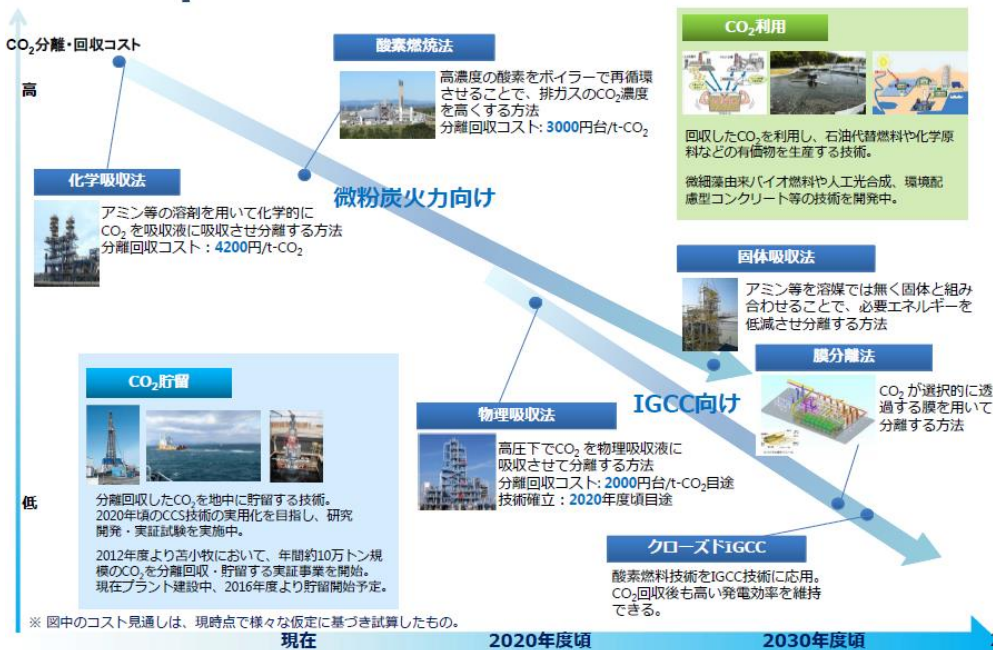 CO₂分離・回収コスト
高
低
酸素燃焼法
高濃度の酸素をボイラーで再循環
させることで、排ガスのCO₂濃度
を高くする方法
分離回収コスト: 3000円台/t-CO₂
CO₂利用
回収したCO₂を利用し、石油代替燃料や化学原
料などの有価物を生産する技術。
微細藻由来バイオ燃料や人工光合成、環境配
慮型コンクリート等の技術を開発中。
化学吸収法
アミン等の溶剤を用いて化学的に
CO₂ を吸収液に吸収させ分離する方法
分離回収コスト：4200円/t-CO₂
微粉炭火力向け
固体吸収法
アミン等を溶媒では無く固体と組み
合わせることで、必要エネルギーを
低減させ分離する方法
膜分離法
CO₂ が選択的に透
過する膜を用いて
分離する方法
IGCC向け
物理吸収法
高圧下でCO₂ を物理吸収液に
吸収させて分離する方法
分離回収コスト: 2000円台/t-CO₂目途
技術確立：2020年度頃目途
CO₂貯留
分離回収したCO₂を地中に貯留する技術。
2020年頃のCCS技術の実用化を目指し、研究
開発・実証試験を実施中。
2012年度より苫小牧において、年間約10万トン規
模のCO₂を分離回収・貯留する実証事業を開始。
現在プラント建設中、2016年度より貯留開始予定。
クローズドIGCC
酸素燃料技術をIGCC技術に応用。
CO₂回収後も高い発電効率を維持
できる。
※ 図中のコスト見通しは、現時点で様々な仮定に基づき試算したもの。
現在
2020年度頃
2030年度頃